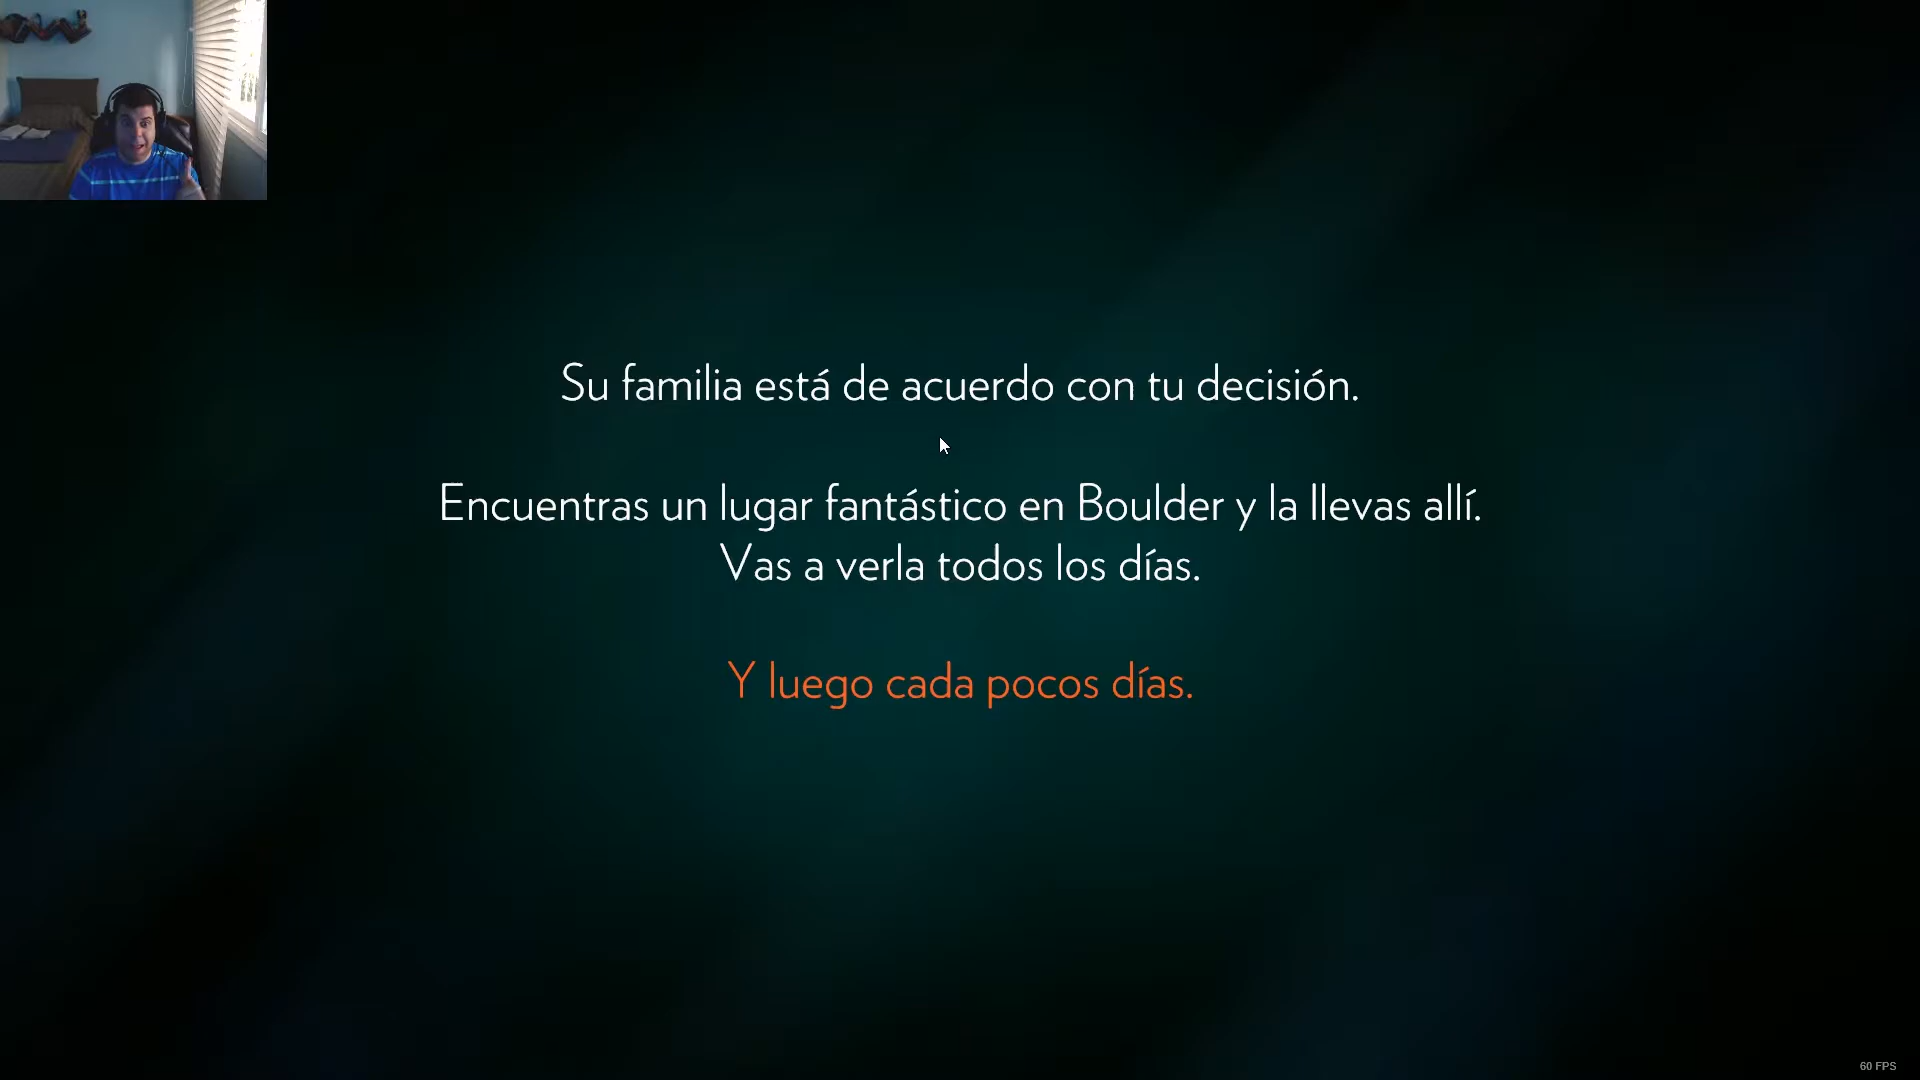 Su familia está de acuerdo con tu decisión.
Encuentras un lugar fantástico en Boulder y la llevas allí.
Vas a verla todos los días.
Y luego cada pocos días.
60 FPS